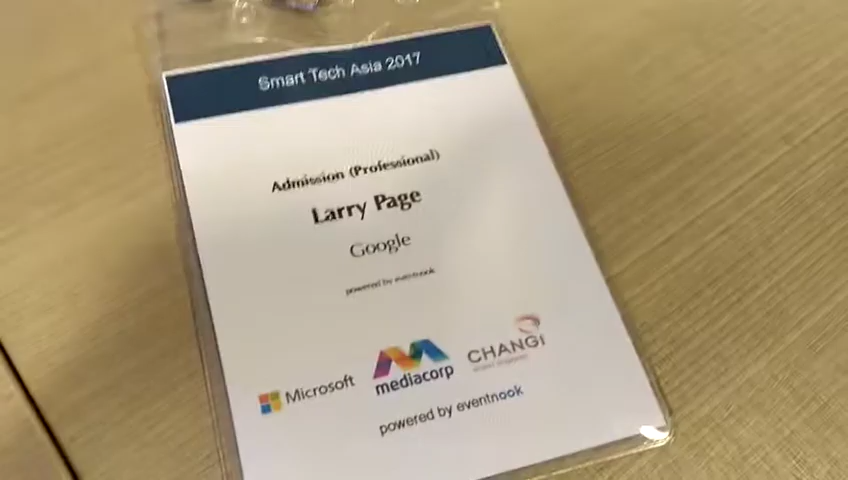 Smart Tech Asia 2017
Admission (Professional)
Larry Page
Google
powered by eventnook
Microsoft
mediacorp
CHANGI
powered by eventnook